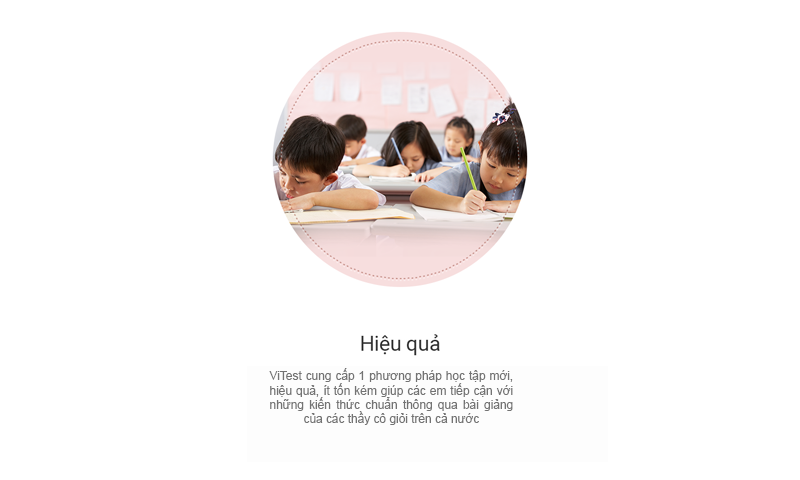 Hiệu quả
ViTest cung cấp 1 phương pháp học tập mới,
hiệu quả, ít tốn kém giúp các em tiếp cận với
những kiến thức chuẩn thông qua bài giảng
của các thầy cô giỏi trên cả nước